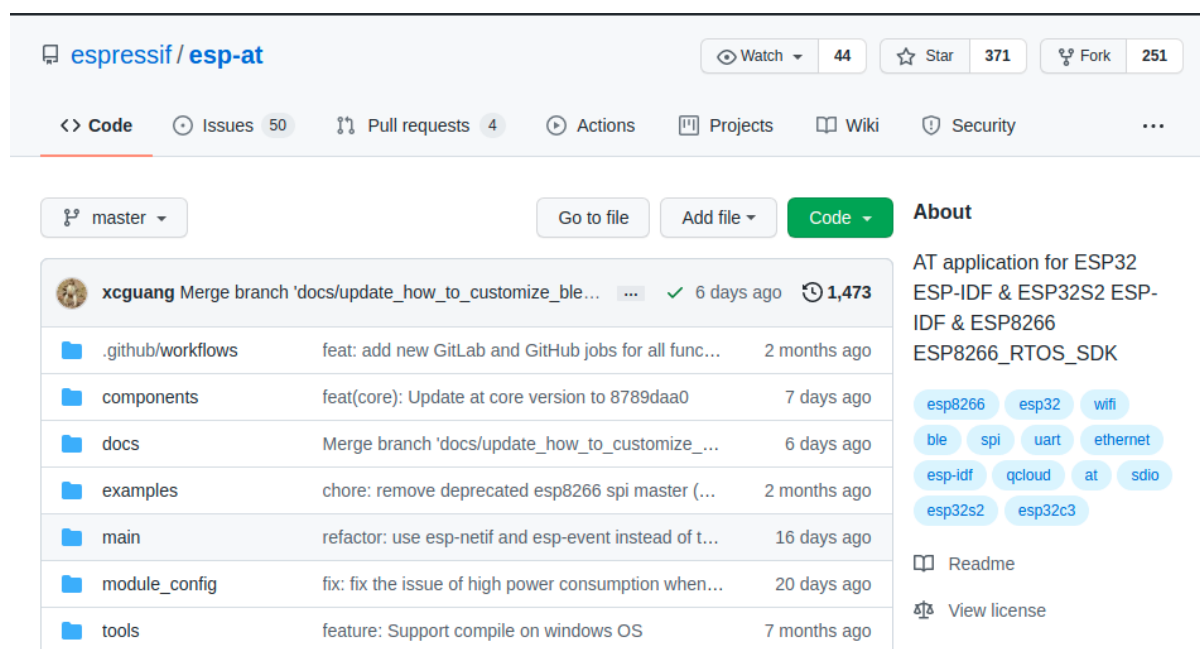 espressif / esp-at
Watch 44 Star 371 Fork 251
Code Issues 50 Pull requests 4 Actions Projects Wiki Security ...
master Go to file Add file Code
xcguang Merge branch 'docs/update_how_to_customize_ble... ... 6 days ago 1,473
.github/workflows feat: add new GitLab and GitHub jobs for all func... 2 months ago
components feat(core): Update at core version to 8789daa0 7 days ago
docs Merge branch 'docs/update_how_to_customize_... 6 days ago
examples chore: remove deprecated esp8266 spi master (... 2 months ago
main refactor: use esp-netif and esp-event instead of t... 16 days ago
module_config fix: fix the issue of high power consumption when... 20 days ago
tools feature: Support compile on windows OS 7 months ago
About
AT application for ESP32
ESP-IDF & ESP32S2 ESP-
IDF & ESP8266
ESP8266_RTOS_SDK
esp8266 esp32 wifi
ble spi uart ethernet
esp-idf qcloud at sdio
esp32s2 esp32c3
Readme
View license